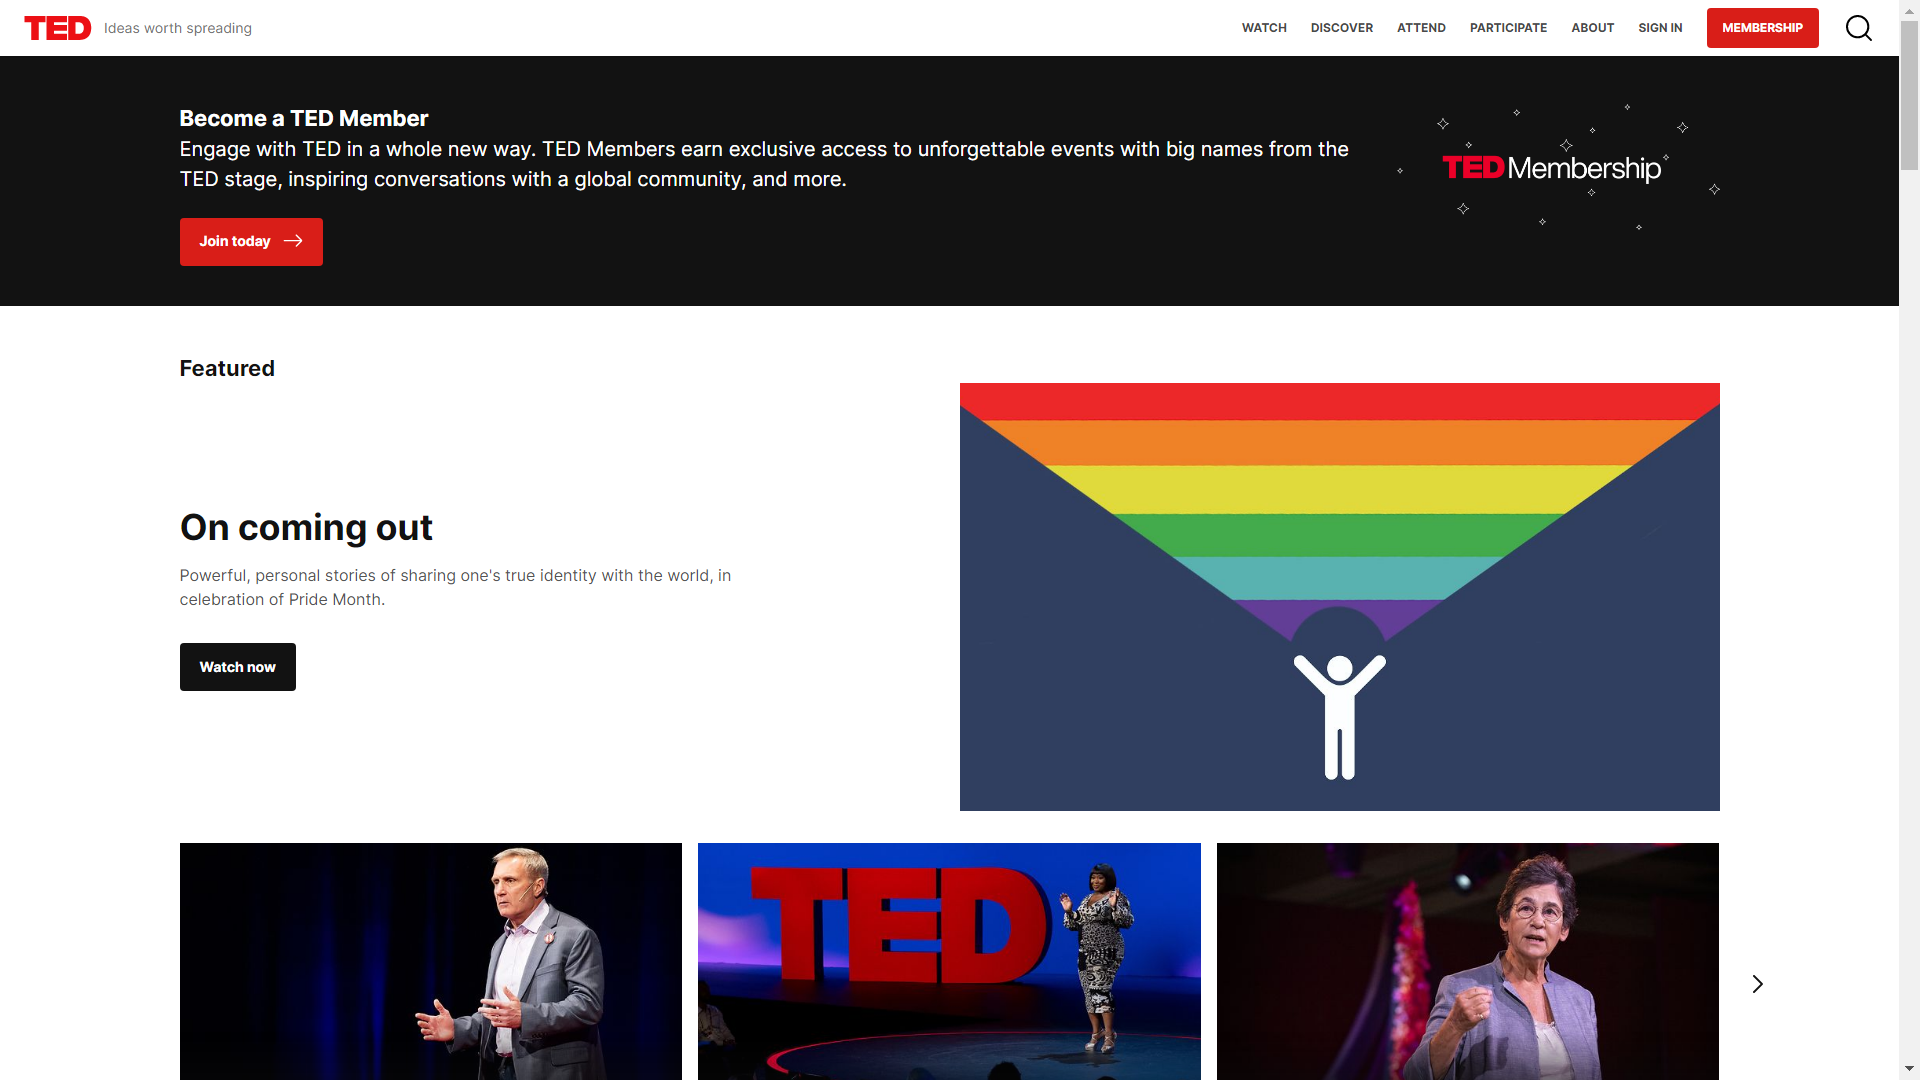 TED Ideas worth spreading
WATCH DISCOVER ATTEND PARTICIPATE ABOUT SIGN IN MEMBERSHIP
Become a TED Member
Engage with TED in a whole new way. TED Members earn exclusive access to unforgettable events with big names from the
TED stage, inspiring conversations with a global community, and more.
Join today
TED Membership
Featured
On coming out
Powerful, personal stories of sharing one's true identity with the world, in
celebration of Pride Month.
Watch now
TED